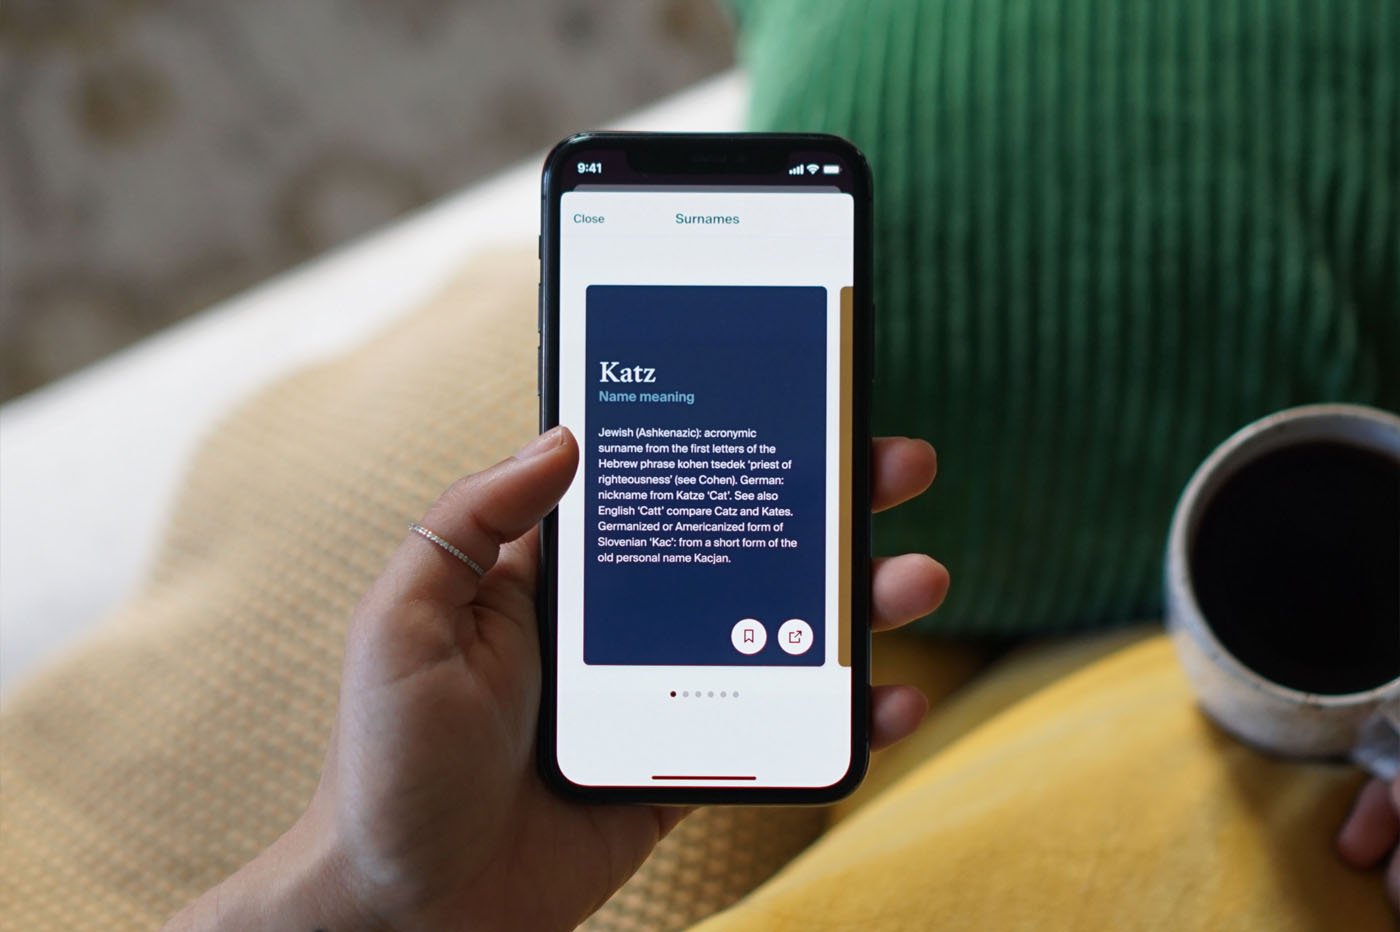 9:41
Close
Surnames
Katz
Name meaning
Jewish (Ashkenazic): acronymic
surname from the first letters of the
Hebrew phrase kohen tsedek ‘priest of
righteousness’ (see Cohen). German:
nickname from Katze ‘Cat’. See also
English ‘Catt’ compare Catz and Kates.
Germanized or Americanized form of
Slovenian ‘Kac’: from a short form of the
old personal name Kacjan.